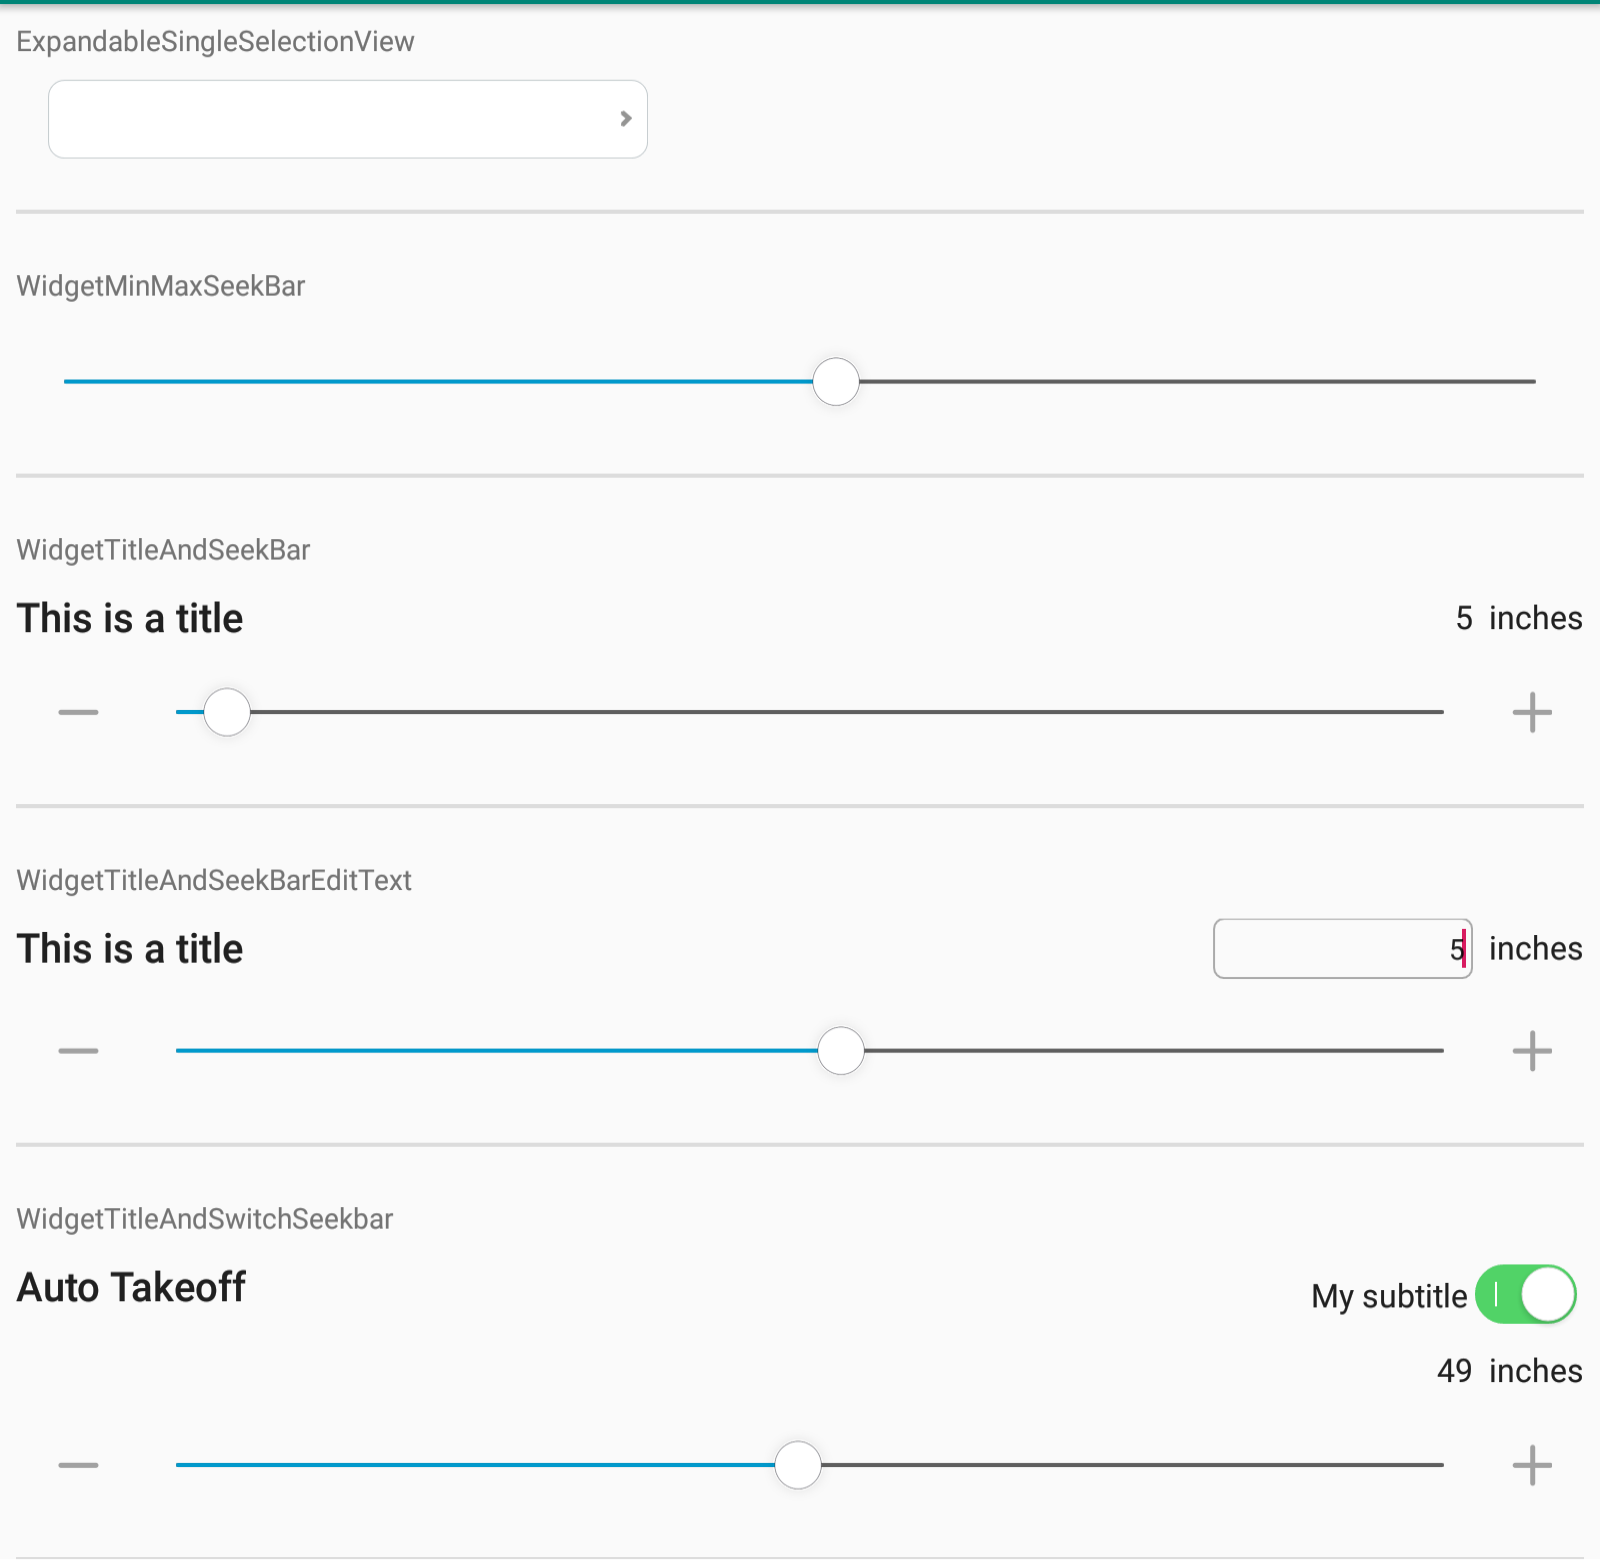 ExpandableSingleSelectionView
WidgetMinMaxSeekBar
WidgetTitleAndSeekBar
This is a title
5 inches
WidgetTitleAndSeekBarEditText
This is a title
5 inches
WidgetTitleAndSwitchSeekbar
Auto Takeoff
My subtitle
49 inches